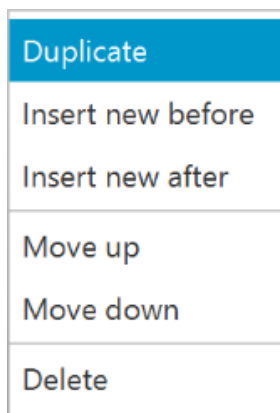 Duplicate
Insert new before
Insert new after
Move up
Move down
Delete